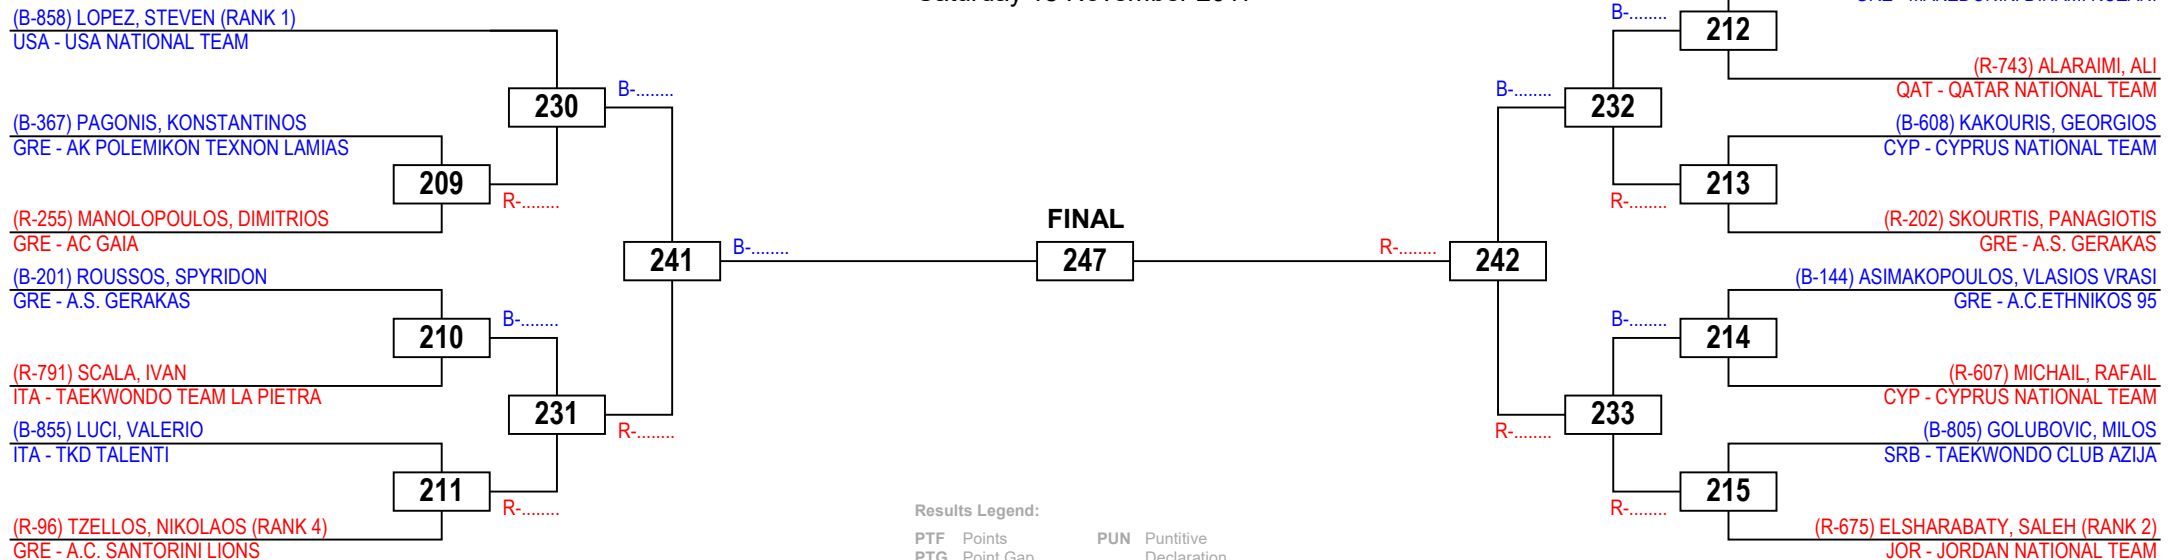 (B-858) LOPEZ, STEVEN (RANK 1)
USA - USA NATIONAL TEAM
(B-367) PAGONIS, KONSTANTINOS
GRE - AK POLEMIKON TEXNON LAMIAS
(R-255) MANOLOPOULOS, DIMITRIOS
GRE - AC GAIA
(B-201) ROUSSOS, SPYRIDON
GRE - A.S. GERAKAS
(R-791) SCALA, IVAN
ITA - TAEKWONDO TEAM LA PIETRA
(B-855) LUCI, VALERIO
ITA - TKD TALENTI
(R-96) TZELLOS, NIKOLAOS (RANK 4)
GRE - A.C. SANTORINI LIONS
209
210
211
R-........
B-........
R-........
230
231
B-........
R-........
241
B-........
FINAL
247
R-........
242
B-........
R-........
232
233
B-........
R-........
B-........
R-........
212
213
214
215
(R-743) ALARAIMI, ALI
QAT - QATAR NATIONAL TEAM
(B-608) KAKOURIS, GEORGIOS
CYP - CYPRUS NATIONAL TEAM
(R-202) SKOURTIS, PANAGIOTIS
GRE - A.S. GERAKAS
(B-144) ASIMAKOPOULOS, VLASIOS VRASI
GRE - A.C.ETHNIKOS 95
(R-607) MICHAIL, RAFAIL
CYP - CYPRUS NATIONAL TEAM
(B-805) GOLUBOVIC, MILOS
SRB - TAEKWONDO CLUB AZIJA
(R-675) ELSHARABATY, SALEH (RANK 2)
JOR - JORDAN NATIONAL TEAM
Results Legend:
PTF Points PUN Puntitive
PTG Point Gap Declaration